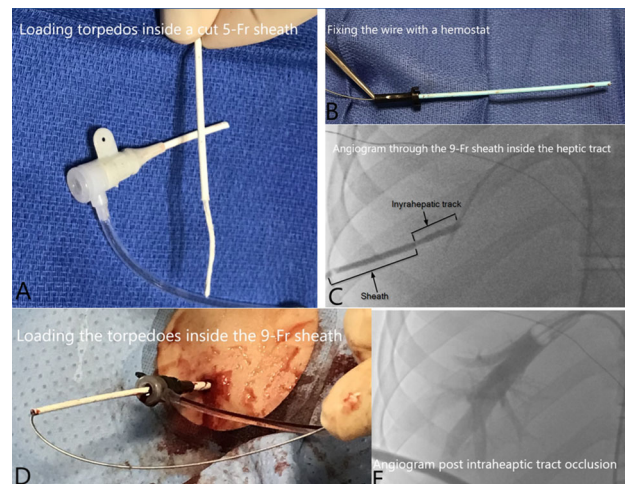 Loading torpedos inside a cut 5-Fr sheath
A
Fixing the wire with a hemostat
B
Angiogram through the 9-Fr sheath inside the heptic tract
Inyrahepatic track
Sheath
C
Loading the torpedoes inside the 9-Fr sheath
D
Angiogram post intraheaptic tract occlusion